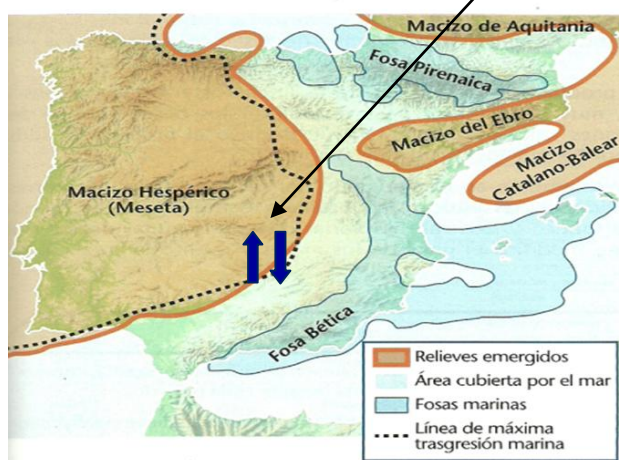 Macizo de Aquitania
Fosa Pirenaica
Macizo del Ebro
Macizo
Catalano-Balear
Macizo Hespérico
(Meseta)
Fosa Bética
Relieves emergidos
Área cubierta por el mar
Fosas marinas
Línea de máxima
trasgresión marina